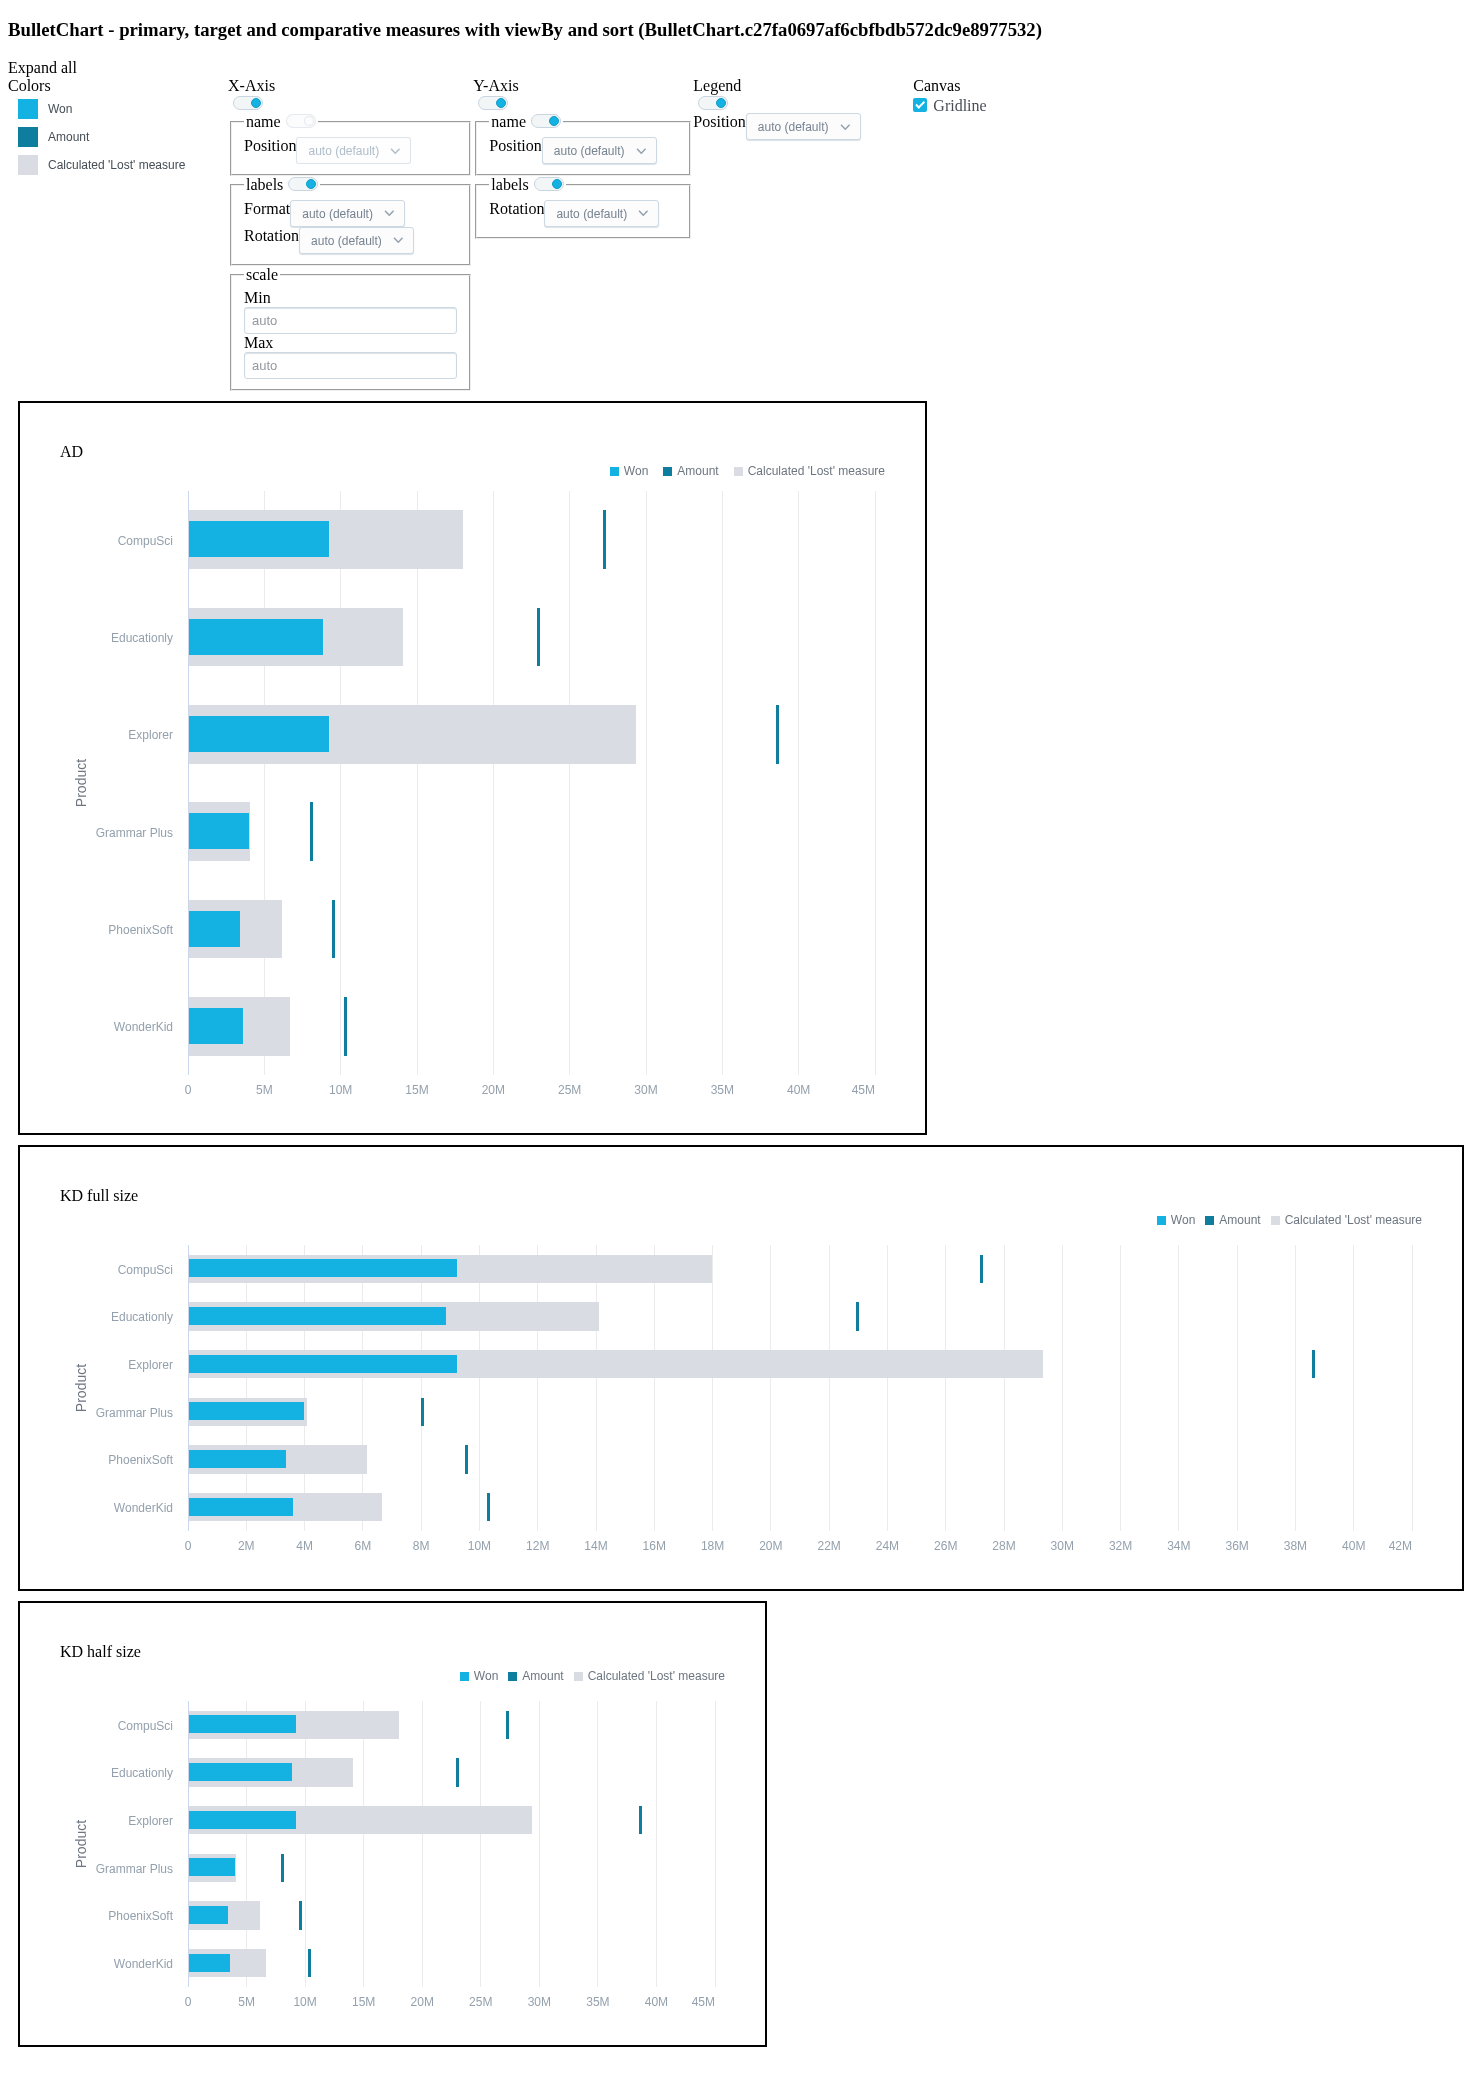 BulletChart - primary, target and comparative measures with viewBy and sort (BulletChart.c27fa0697af6cbfbdb572dc9e8977532)
Expand all
Colors
Won
Amount
Calculated 'Lost' measure
X-Axis
name
Position auto (default)
labels
Format auto (default)
Rotation auto (default)
scale
Min
auto
Max
auto
Y-Axis
name
Position auto (default)
labels
Rotation auto (default)
Legend
Position auto (default)
Canvas
Gridline
AD
Won Amount Calculated 'Lost' measure
Product
CompuSci
Educationly
Explorer
Grammar Plus
PhoenixSoft
WonderKid
0 5M 10M 15M 20M 25M 30M 35M 40M 45M
KD full size
Won Amount Calculated 'Lost' measure
Product
CompuSci
Educationly
Explorer
Grammar Plus
PhoenixSoft
WonderKid
0 2M 4M 6M 8M 10M 12M 14M 16M 18M 20M 22M 24M 26M 28M 30M 32M 34M 36M 38M 40M 42M
KD half size
Won Amount Calculated 'Lost' measure
Product
CompuSci
Educationly
Explorer
Grammar Plus
PhoenixSoft
WonderKid
0 5M 10M 15M 20M 25M 30M 35M 40M 45M